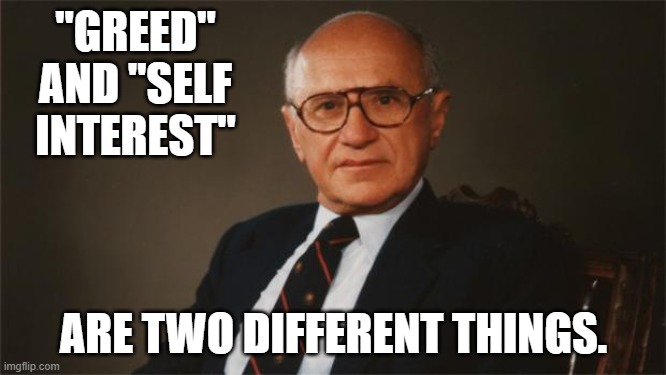 "GREED"
AND "SELF
INTEREST"
ARE TWO DIFFERENT THINGS.
imgflip.com